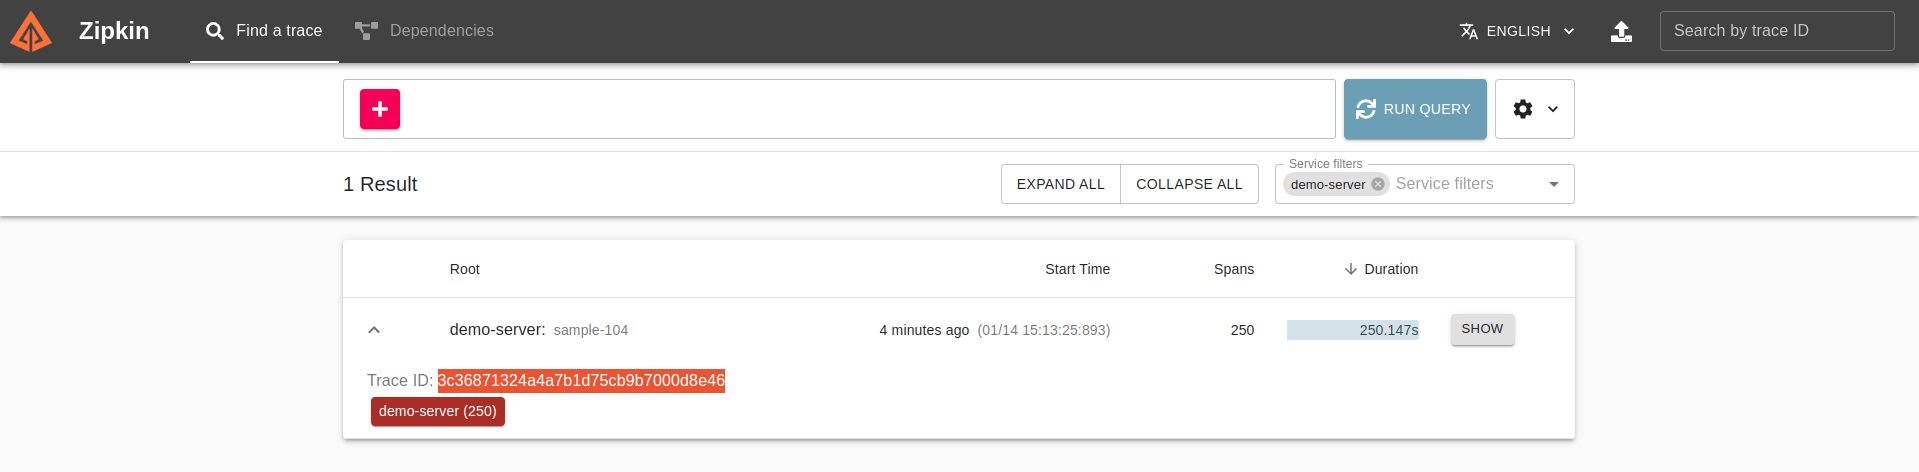 Zipkin Find a trace Dependencies ENGLISH Search by trace ID
RUN QUERY
1 Result EXPAND ALL COLLAPSE ALL Service filters demo-server Service filters
Root Start Time Spans Duration
demo-server: sample-104 4 minutes ago (01/14 15:13:25:893) 250 250.147s SHOW
Trace ID: 3c36871324a4a7b1d75cb9b7000d8e46
demo-server (250)